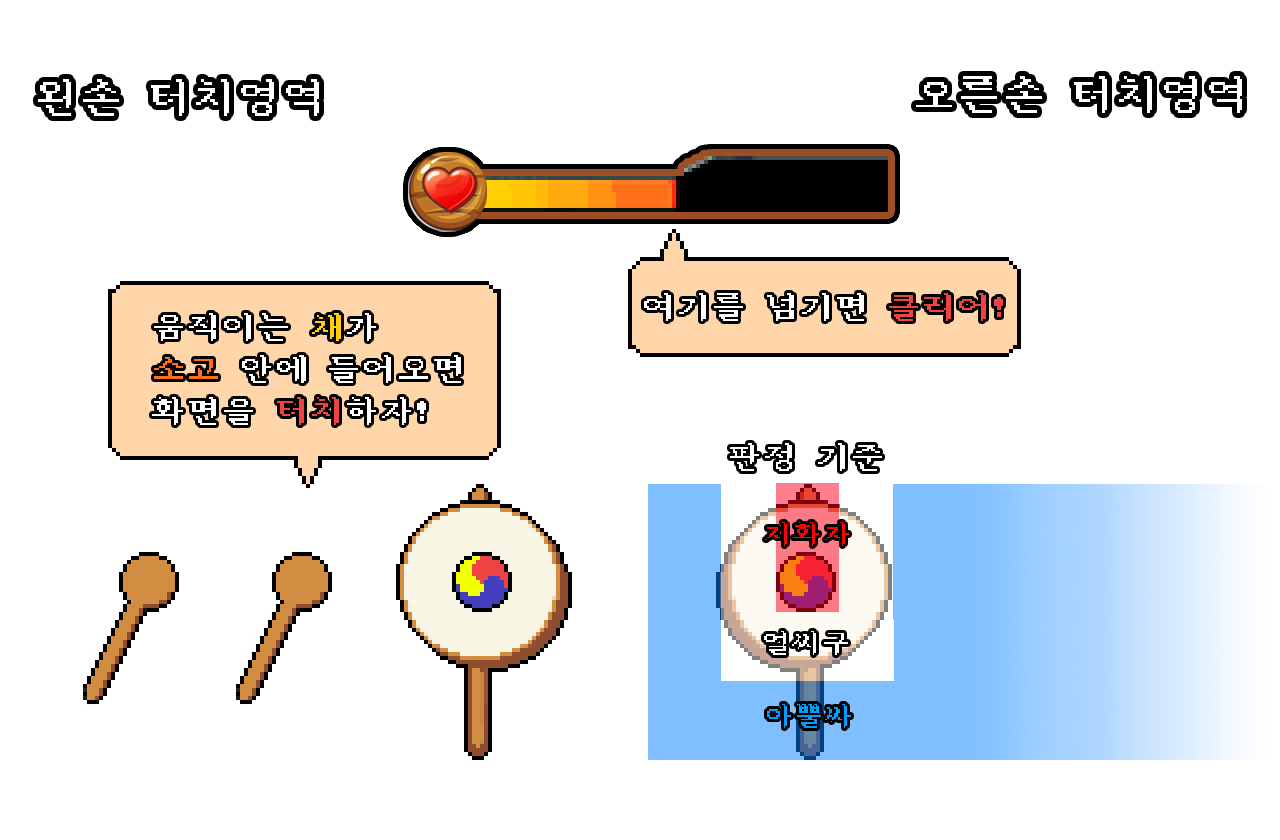 왼손 터치영역
오른손 터치영역
여기를 넘기면 클리어!
움직이는 채가
소고 안에 들어오면
화면을 터치하자!
판정 기준
지화자
얼씨구
아뿔싸